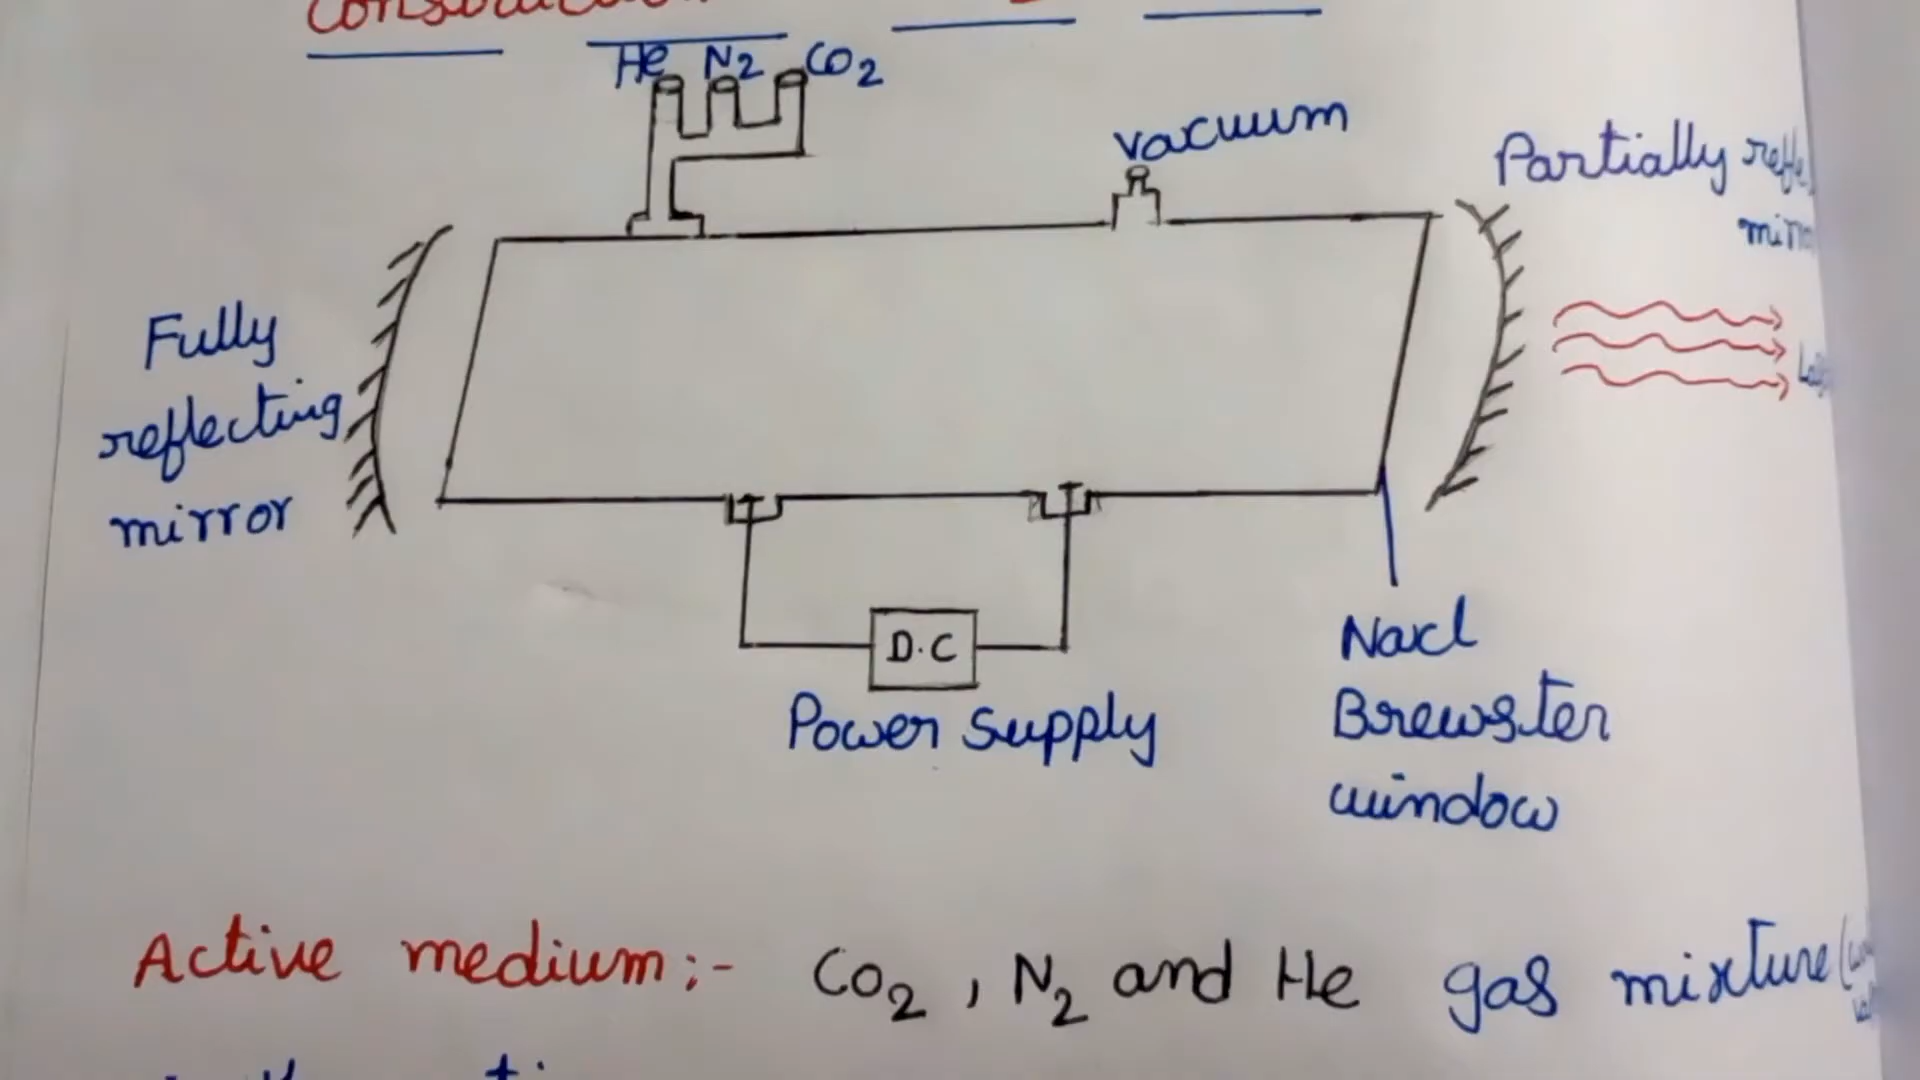 He N2 CO2
vacuum
Partially
Fully
reflecting
mirror
D.C
Power Supply
Nacl
Brewster
window
Active medium :- CO2 , N2 and He gas mixture